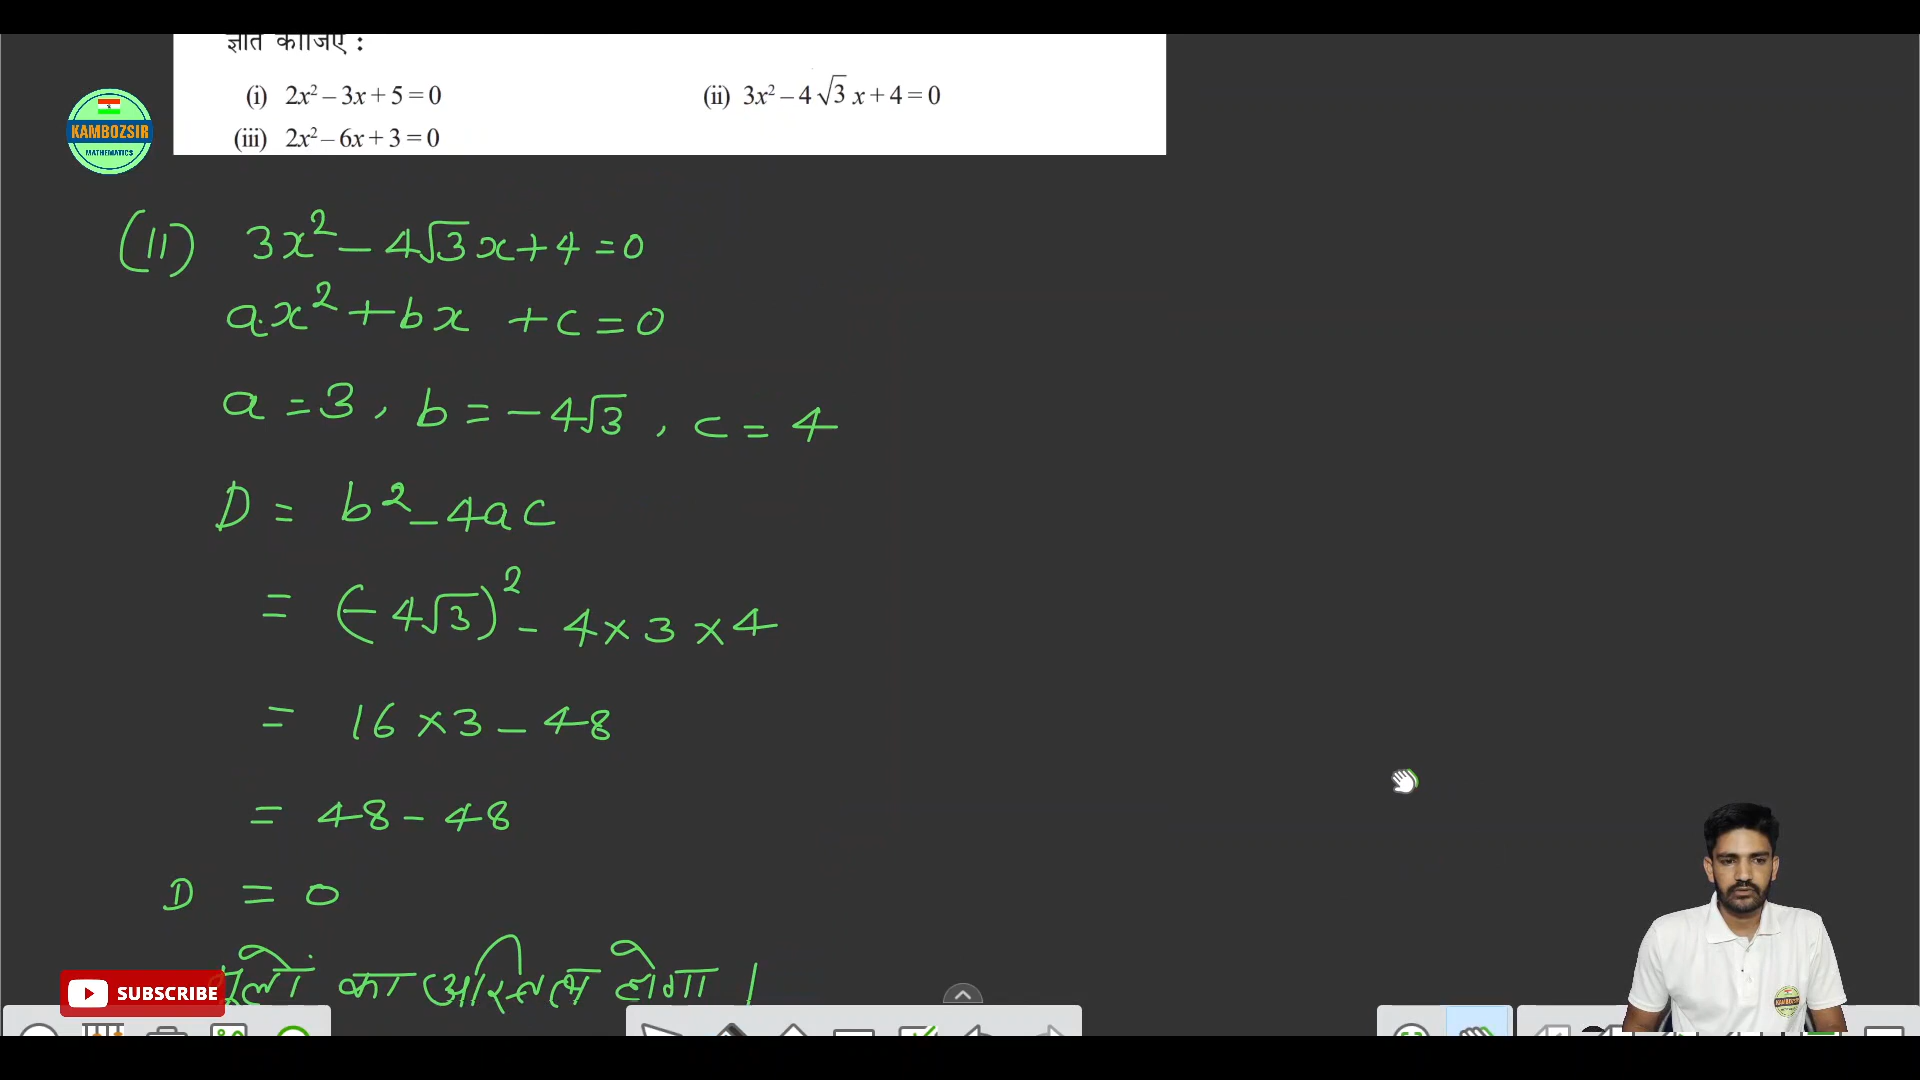 ज्ञात कीजिए :
(i) 2x² – 3x + 5 = 0
(ii) 3x² – 4√3 x + 4 = 0
(iii) 2x² – 6x + 3 = 0
KAMBOZSIR
MATHEMATICS
(11) 3x² – 4√3x + 4 = 0
ax² + bx + c = 0
a = 3, b = –4√3, c = 4
D = b² – 4ac
= (–4√3)² – 4 × 3 × 4
= 16 × 3 – 48
= 48 – 48
D = 0
मूलों का अस्तित्व होगा।
SUBSCRIBE